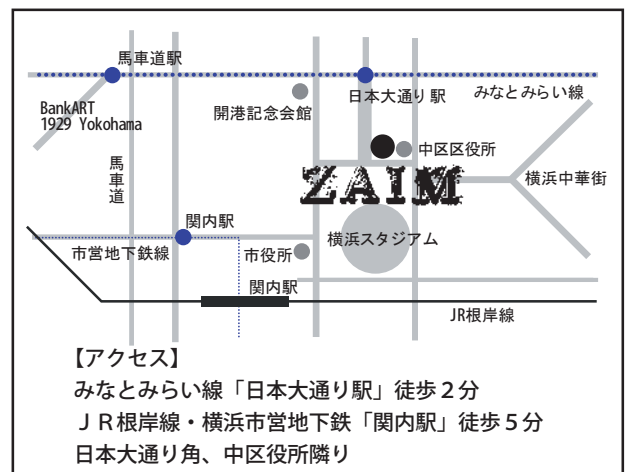 馬車道駅
BankART
1929 Yokohama
開港記念会館
日本大通り駅
みなとみらい線
中区区役所
馬車道
ZAIM
横浜中華街
関内駅
市営地下鉄線
市役所
横浜スタジアム
関内駅
JR根岸線
【アクセス】
みなとみらい線「日本大通り駅」徒歩２分
ＪＲ根岸線・横浜市営地下鉄「関内駅」徒歩５分
日本大通り角、中区役所隣り